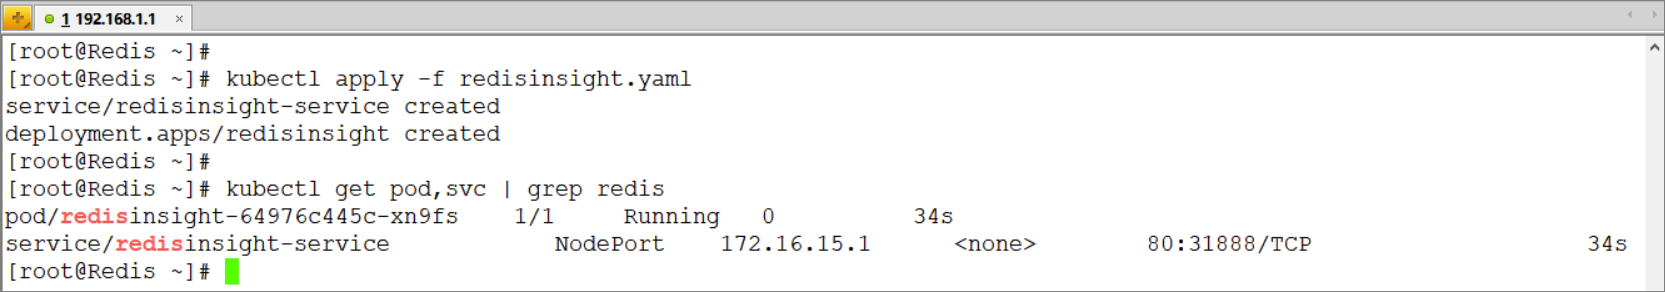 1 192.168.1.1 ×
[root@Redis ~]#
[root@Redis ~]# kubectl apply -f redisinsight.yaml
service/redisinsight-service created
deployment.apps/redisinsight created
[root@Redis ~]#
[root@Redis ~]# kubectl get pod,svc | grep redis
pod/redisinsight-64976c445c-xn9fs 1/1 Running 0 34s
service/redisinsight-service NodePort 172.16.15.1 <none> 80:31888/TCP 34s
[root@Redis ~]#